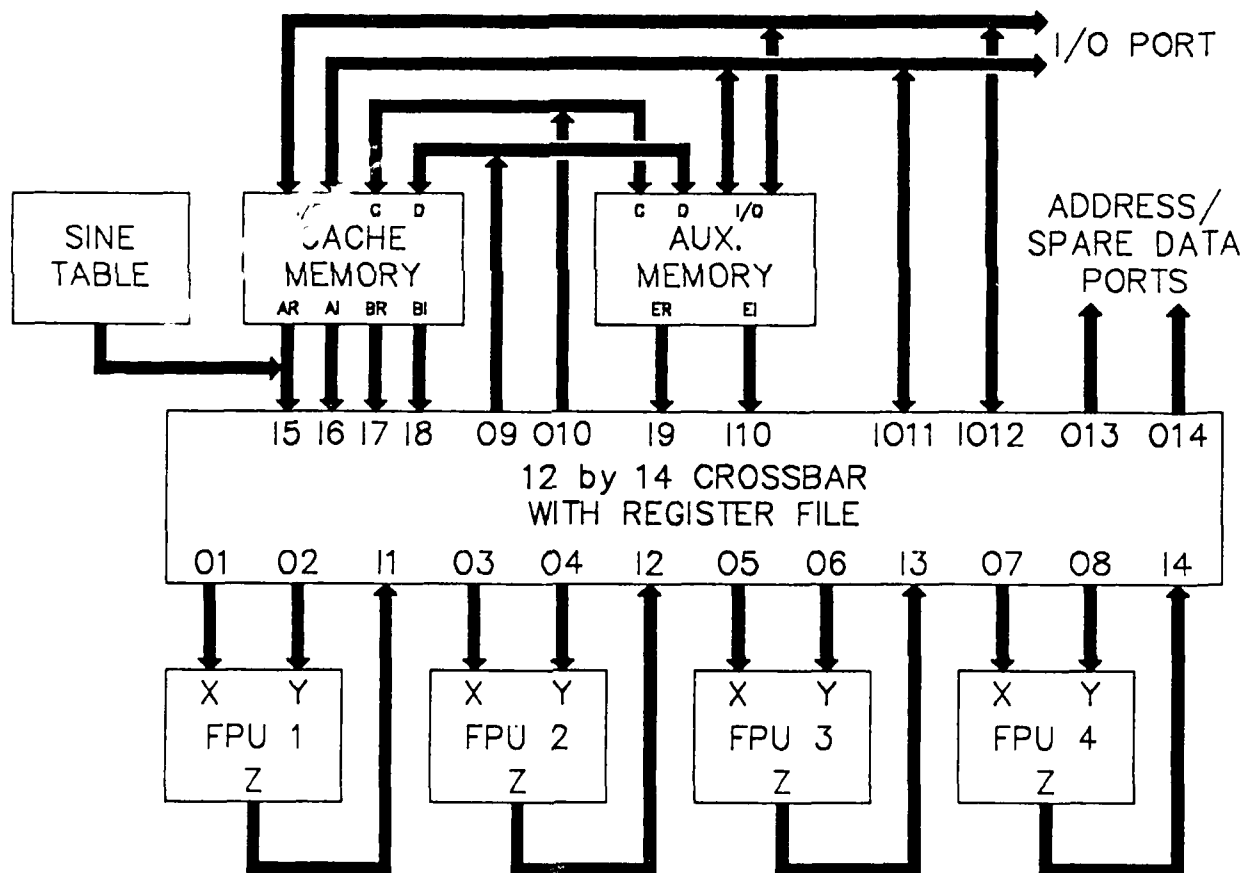 I/O PORT
C D
C D I/O
SINE
TABLE
CACHE
MEMORY
AUX.
MEMORY
ADDRESS/
SPARE DATA
PORTS
AR AI BR BI
ER EI
I5 I6 I7 I8 O9 O10 I9 I10 IO11 IO12 O13 O14
12 by 14 CROSSBAR
WITH REGISTER FILE
O1 O2 I1 O3 O4 I2 O5 O6 I3 O7 O8 I4
X Y
FPU 1
Z
X Y
FPU 2
Z
X Y
FPU 3
Z
X Y
FPU 4
Z